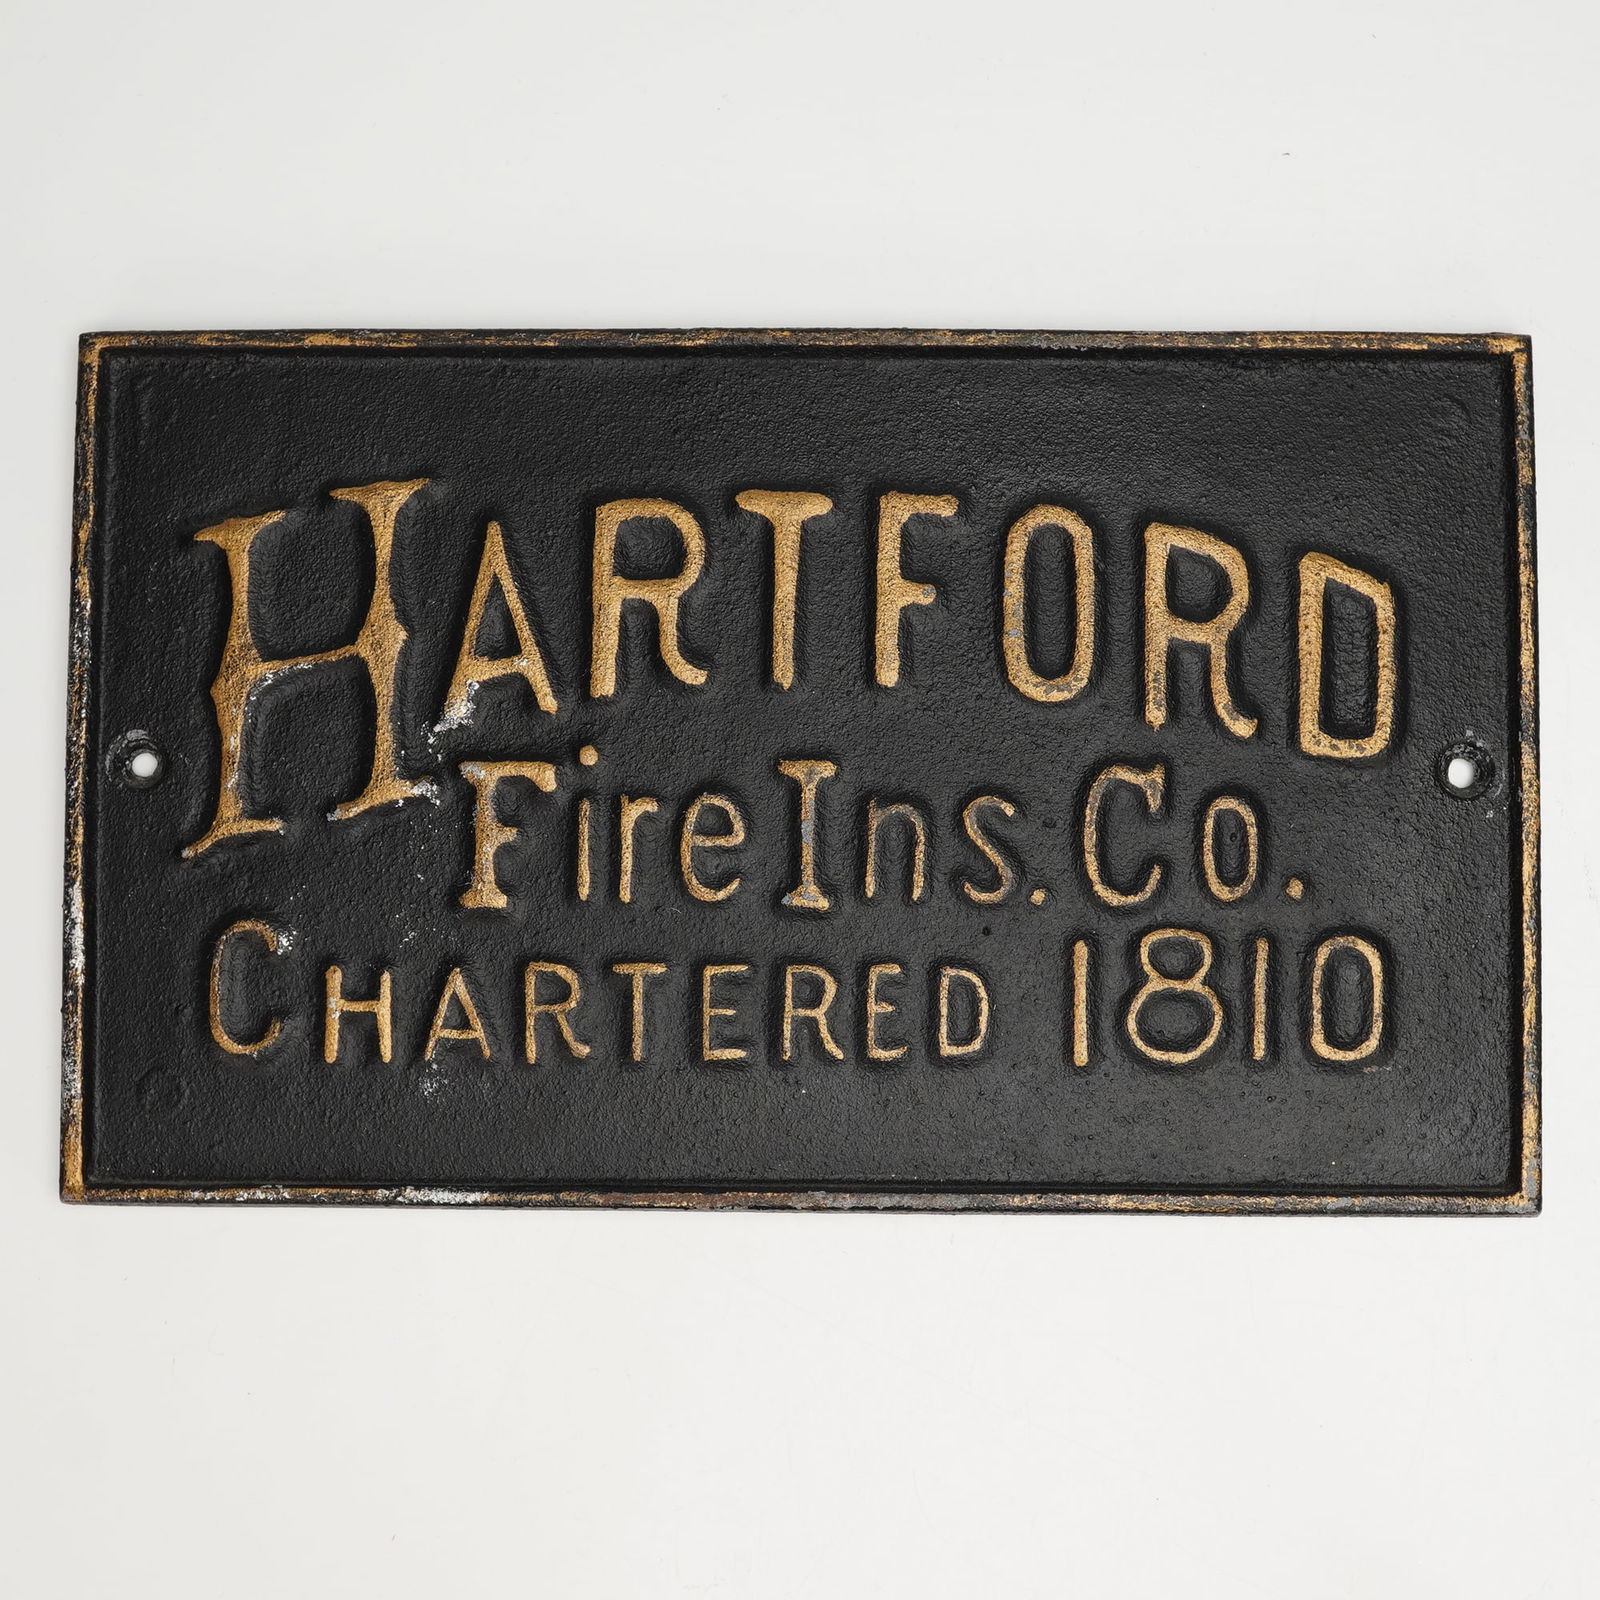 HARTFORD
Fire Ins. Co.
CHARTERED 1810